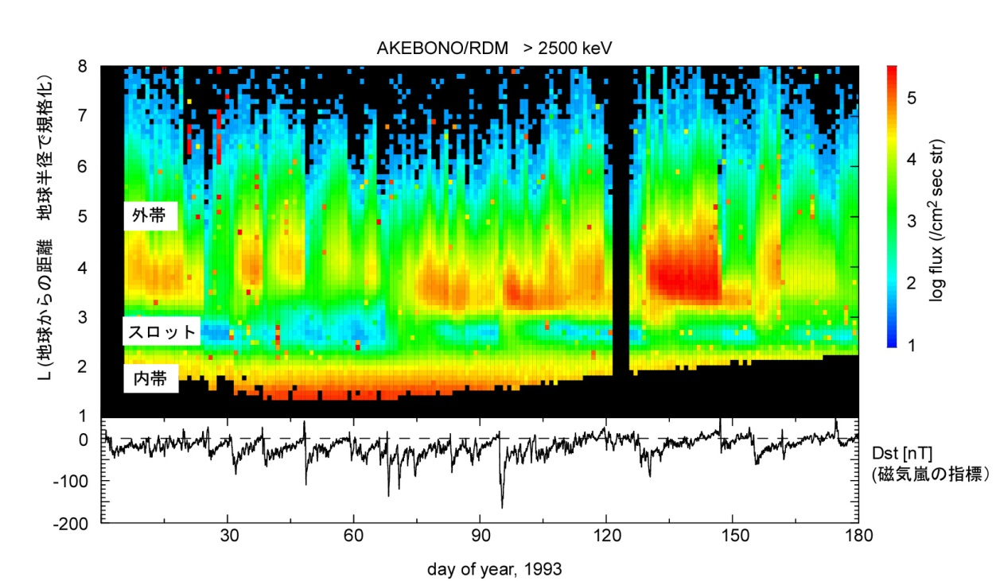 AKEBONO/RDM > 2500 keV
L (地球からの距離 地球半径で規格化)
8
7
6
5
4
3
2
1
外帯
スロット
内帯
5
4
3
2
1
log flux (/cm2 sec str)
0
-100
-200
Dst [nT]
(磁気嵐の指標)
30
60
90
120
150
180
day of year, 1993